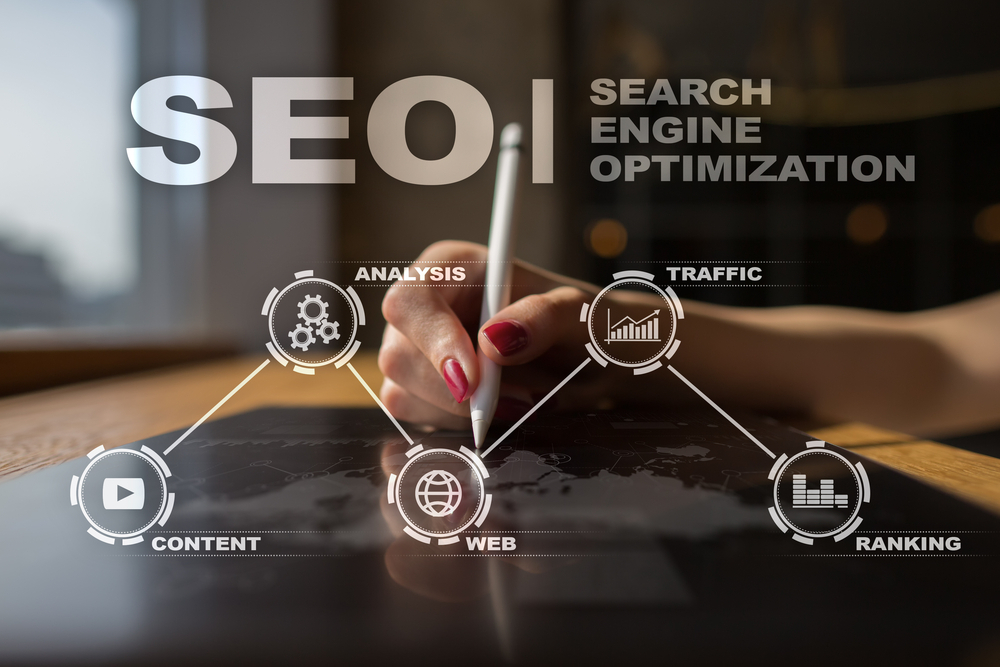 SEO|
SEARCH
ENGINE
OPTIMIZATION
ANALYSIS
TRAFFIC
CONTENT
WEB
RANKING